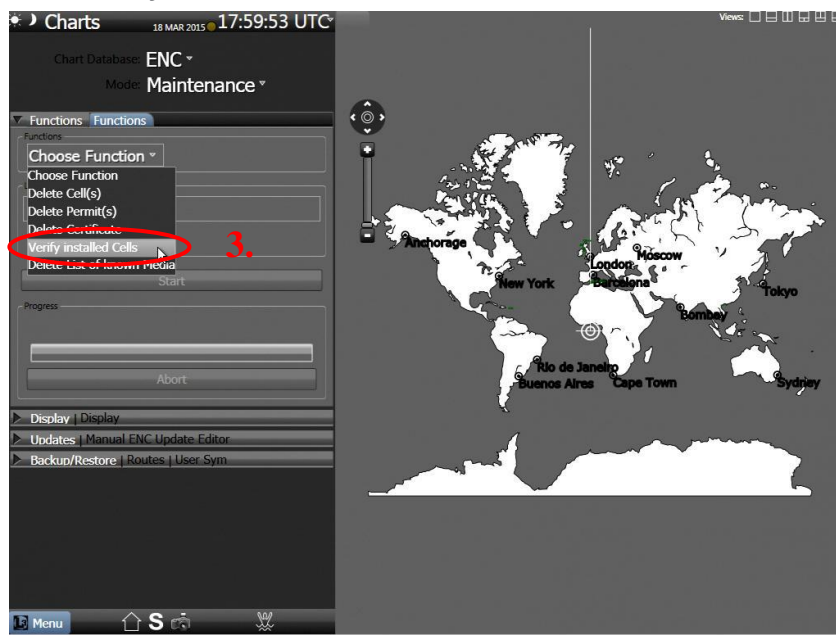 Charts
18 MAR 2015 17:59:53 UTC
Views:
Chart Database: ENC
Mode: Maintenance
Functions Functions
Functions
Choose Function
Choose Function
Delete Cell(s)
Delete Permit(s)
Delete Certificate
Verify installed Cells
3.
Delete List of known Media
Start
Progress
Abort
Display | Display
Updates | Manual ENC Update Editor
Backup/Restore | Routes | User Sym
Menu
S
Anchorage
London
Moscow
New York
Barcelona
Tokyo
Bombay
Rio de Janeiro
Buenos Aires
Cape Town
Sydney